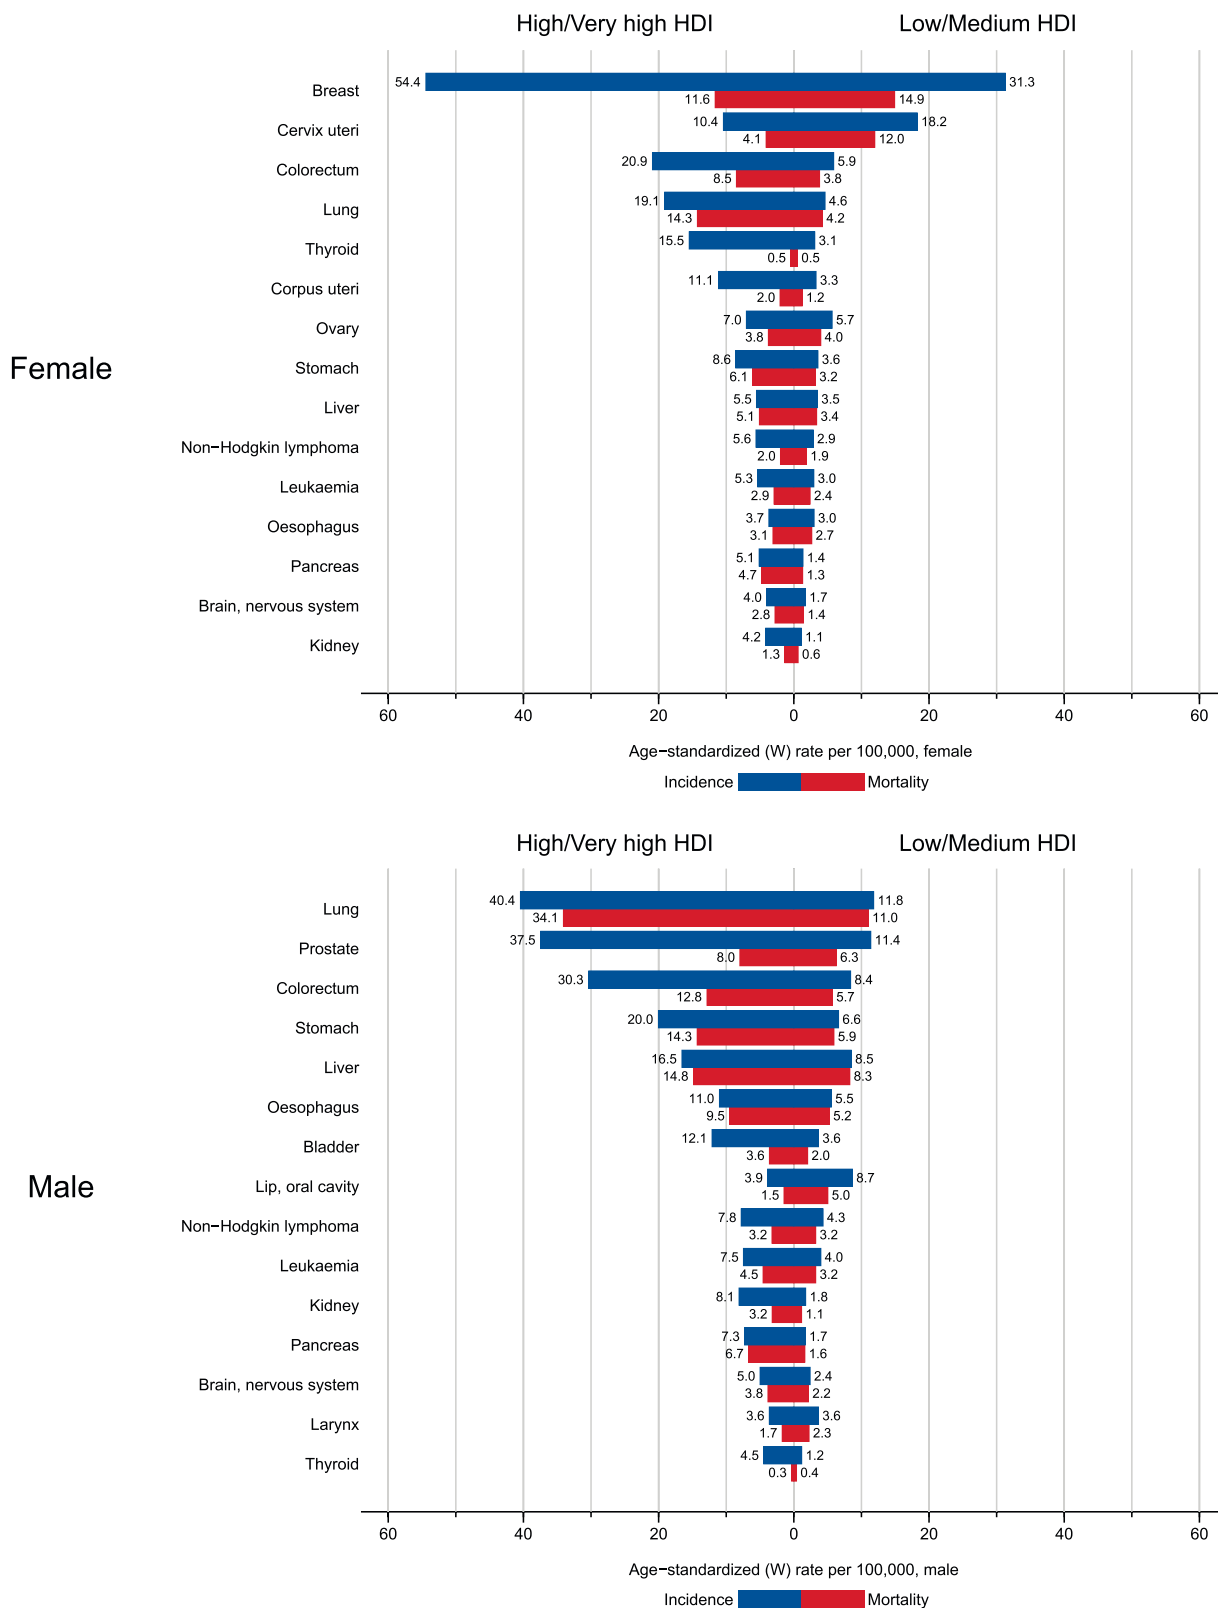 High/Very high HDI Low/Medium HDI
Breast 54.4 31.3
11.6 14.9
Cervix uteri 10.4 18.2
4.1 12.0
Colorectum 20.9 5.9
8.5 3.8
Lung 19.1 4.6
14.3 4.2
Thyroid 15.5 3.1
0.5 0.5
Corpus uteri 11.1 3.3
2.0 1.2
Ovary 7.0 5.7
3.8 4.0
Female
Stomach 8.6 3.6
6.1 3.2
Liver 5.5 3.5
5.1 3.4
Non−Hodgkin lymphoma 5.6 2.9
2.0 1.9
Leukaemia 5.3 3.0
2.9 2.4
Oesophagus 3.7 3.0
3.1 2.7
Pancreas 5.1 1.4
4.7 1.3
Brain, nervous system 4.0 1.7
2.8 1.4
Kidney 4.2 1.1
1.3 0.6
60 40 20 0 20 40 60
Age−standardized (W) rate per 100,000, female
Incidence Mortality
High/Very high HDI Low/Medium HDI
Lung 40.4 11.8
34.1 11.0
Prostate 37.5 11.4
8.0 6.3
Colorectum 30.3 8.4
12.8 5.7
Stomach 20.0 6.6
14.3 5.9
Liver 16.5 8.5
14.8 8.3
Oesophagus 11.0 5.5
9.5 5.2
Bladder 12.1 3.6
3.6 2.0
Male
Lip, oral cavity 3.9 8.7
1.5 5.0
Non−Hodgkin lymphoma 7.8 4.3
3.2 3.2
Leukaemia 7.5 4.0
4.5 3.2
Kidney 8.1 1.8
3.2 1.1
Pancreas 7.3 1.7
6.7 1.6
Brain, nervous system 5.0 2.4
3.8 2.2
Larynx 3.6 3.6
1.7 2.3
Thyroid 4.5 1.2
0.3 0.4
60 40 20 0 20 40 60
Age−standardized (W) rate per 100,000, male
Incidence Mortality